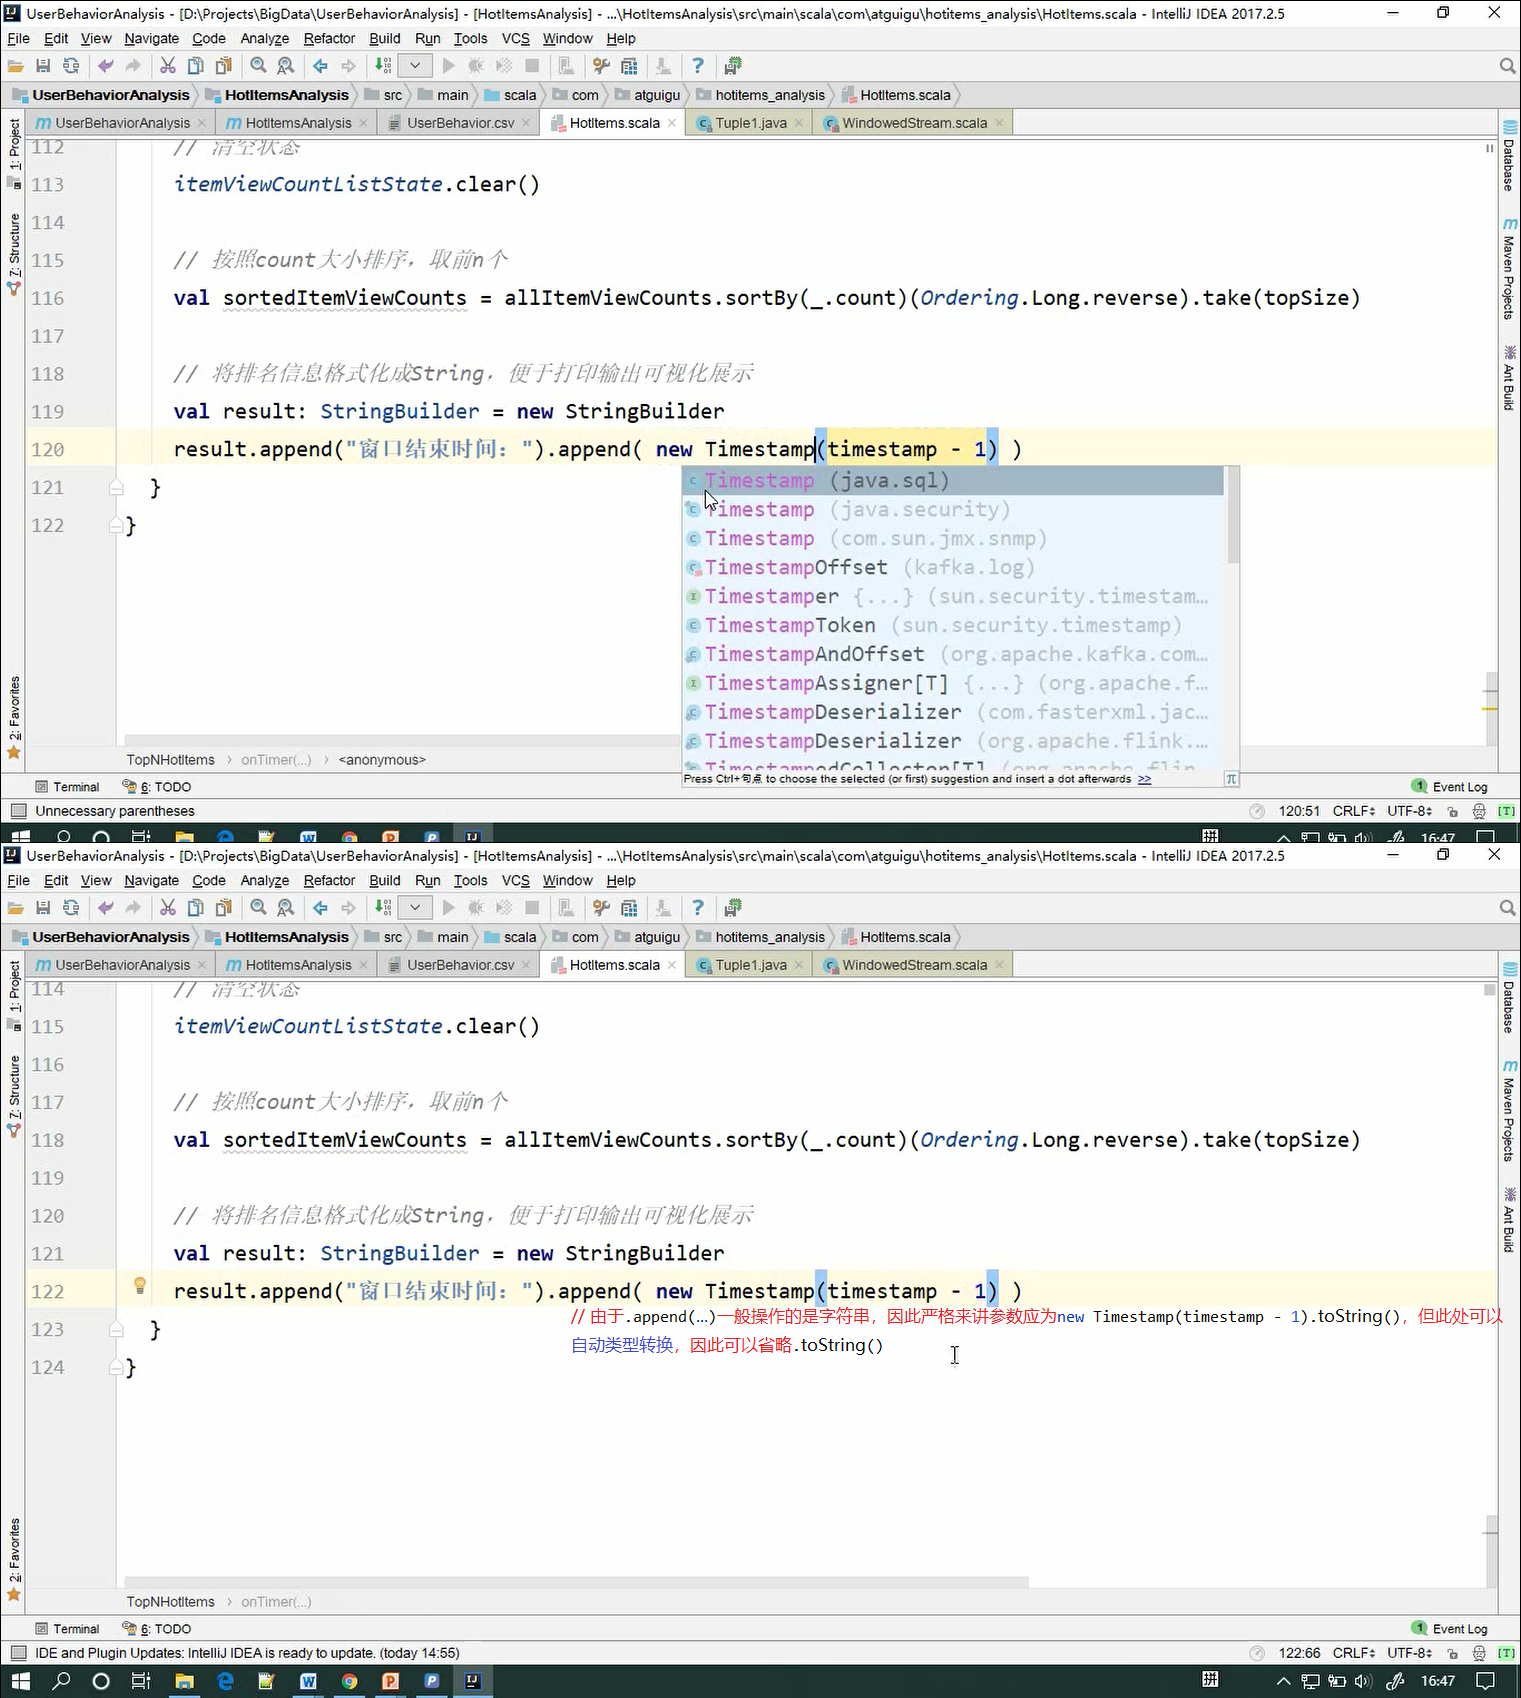 UserBehaviorAnalysis - [D:\Projects\BigData\UserBehaviorAnalysis] - [HotItemsAnalysis] - ...\HotItemsAnalysis\src\main\scala\com\atguigu\hotitems_analysis\HotItems.scala - IntelliJ IDEA 2017.2.5
File Edit View Navigate Code Analyze Refactor Build Run Tools VCS Window Help
UserBehaviorAnalysis HotItemsAnalysis src main scala com atguigu hotitems_analysis HotItems.scala
UserBehaviorAnalysis HotItemsAnalysis UserBehavior.csv HotItems.scala Tuple1.java WindowedStream.scala
1: Project
7: Structure
2: Favorites
Database
Maven Projects
Ant Build
112 // 清空状态
113 itemViewCountListState.clear()
114
115 // 按照count大小排序，取前n个
116 val sortedItemViewCounts = allItemViewCounts.sortBy(_.count)(Ordering.Long.reverse).take(topSize)
117
118 // 将排名信息格式化成String，便于打印输出可视化展示
119 val result: StringBuilder = new StringBuilder
120 result.append("窗口结束时间：").append( new Timestamp(timestamp - 1) )
121 }
122 }
Timestamp (java.sql)
Timestamp (java.security)
Timestamp (com.sun.jmx.snmp)
TimestampOffset (kafka.log)
Timestamper {...} (sun.security.timestam...
TimestampToken (sun.security.timestamp)
TimestampAndOffset (org.apache.kafka.com...
TimestampAssigner[T] {...} (org.apache.f...
TimestampDeserializer (com.fasterxml.jac...
TimestampDeserializer (org.apache.flink....
TimestampedCollector[T] (org.apache.flin...
Press Ctrl+句点 to choose the selected (or first) suggestion and insert a dot afterwards >>
TopNHotItems onTimer(...) <anonymous>
Terminal 6: TODO 1 Event Log
Unnecessary parentheses 120:51 CRLF UTF-8 [T]
拼 16:47
UserBehaviorAnalysis - [D:\Projects\BigData\UserBehaviorAnalysis] - [HotItemsAnalysis] - ...\HotItemsAnalysis\src\main\scala\com\atguigu\hotitems_analysis\HotItems.scala - IntelliJ IDEA 2017.2.5
File Edit View Navigate Code Analyze Refactor Build Run Tools VCS Window Help
UserBehaviorAnalysis HotItemsAnalysis src main scala com atguigu hotitems_analysis HotItems.scala
UserBehaviorAnalysis HotItemsAnalysis UserBehavior.csv HotItems.scala Tuple1.java WindowedStream.scala
1: Project
7: Structure
2: Favorites
Database
Maven Projects
Ant Build
114 // 清空状态
115 itemViewCountListState.clear()
116
117 // 按照count大小排序，取前n个
118 val sortedItemViewCounts = allItemViewCounts.sortBy(_.count)(Ordering.Long.reverse).take(topSize)
119
120 // 将排名信息格式化成String，便于打印输出可视化展示
121 val result: StringBuilder = new StringBuilder
122 result.append("窗口结束时间：").append( new Timestamp(timestamp - 1) )
// 由于.append(…)一般操作的是字符串，因此严格来讲参数应为new Timestamp(timestamp - 1).toString()，但此处可以
123 }
自动类型转换，因此可以省略.toString()
124 }
TopNHotItems onTimer(...)
Terminal 6: TODO 1 Event Log
IDE and Plugin Updates: IntelliJ IDEA is ready to update. (today 14:55) 122:66 CRLF UTF-8 [T]
拼 16:47